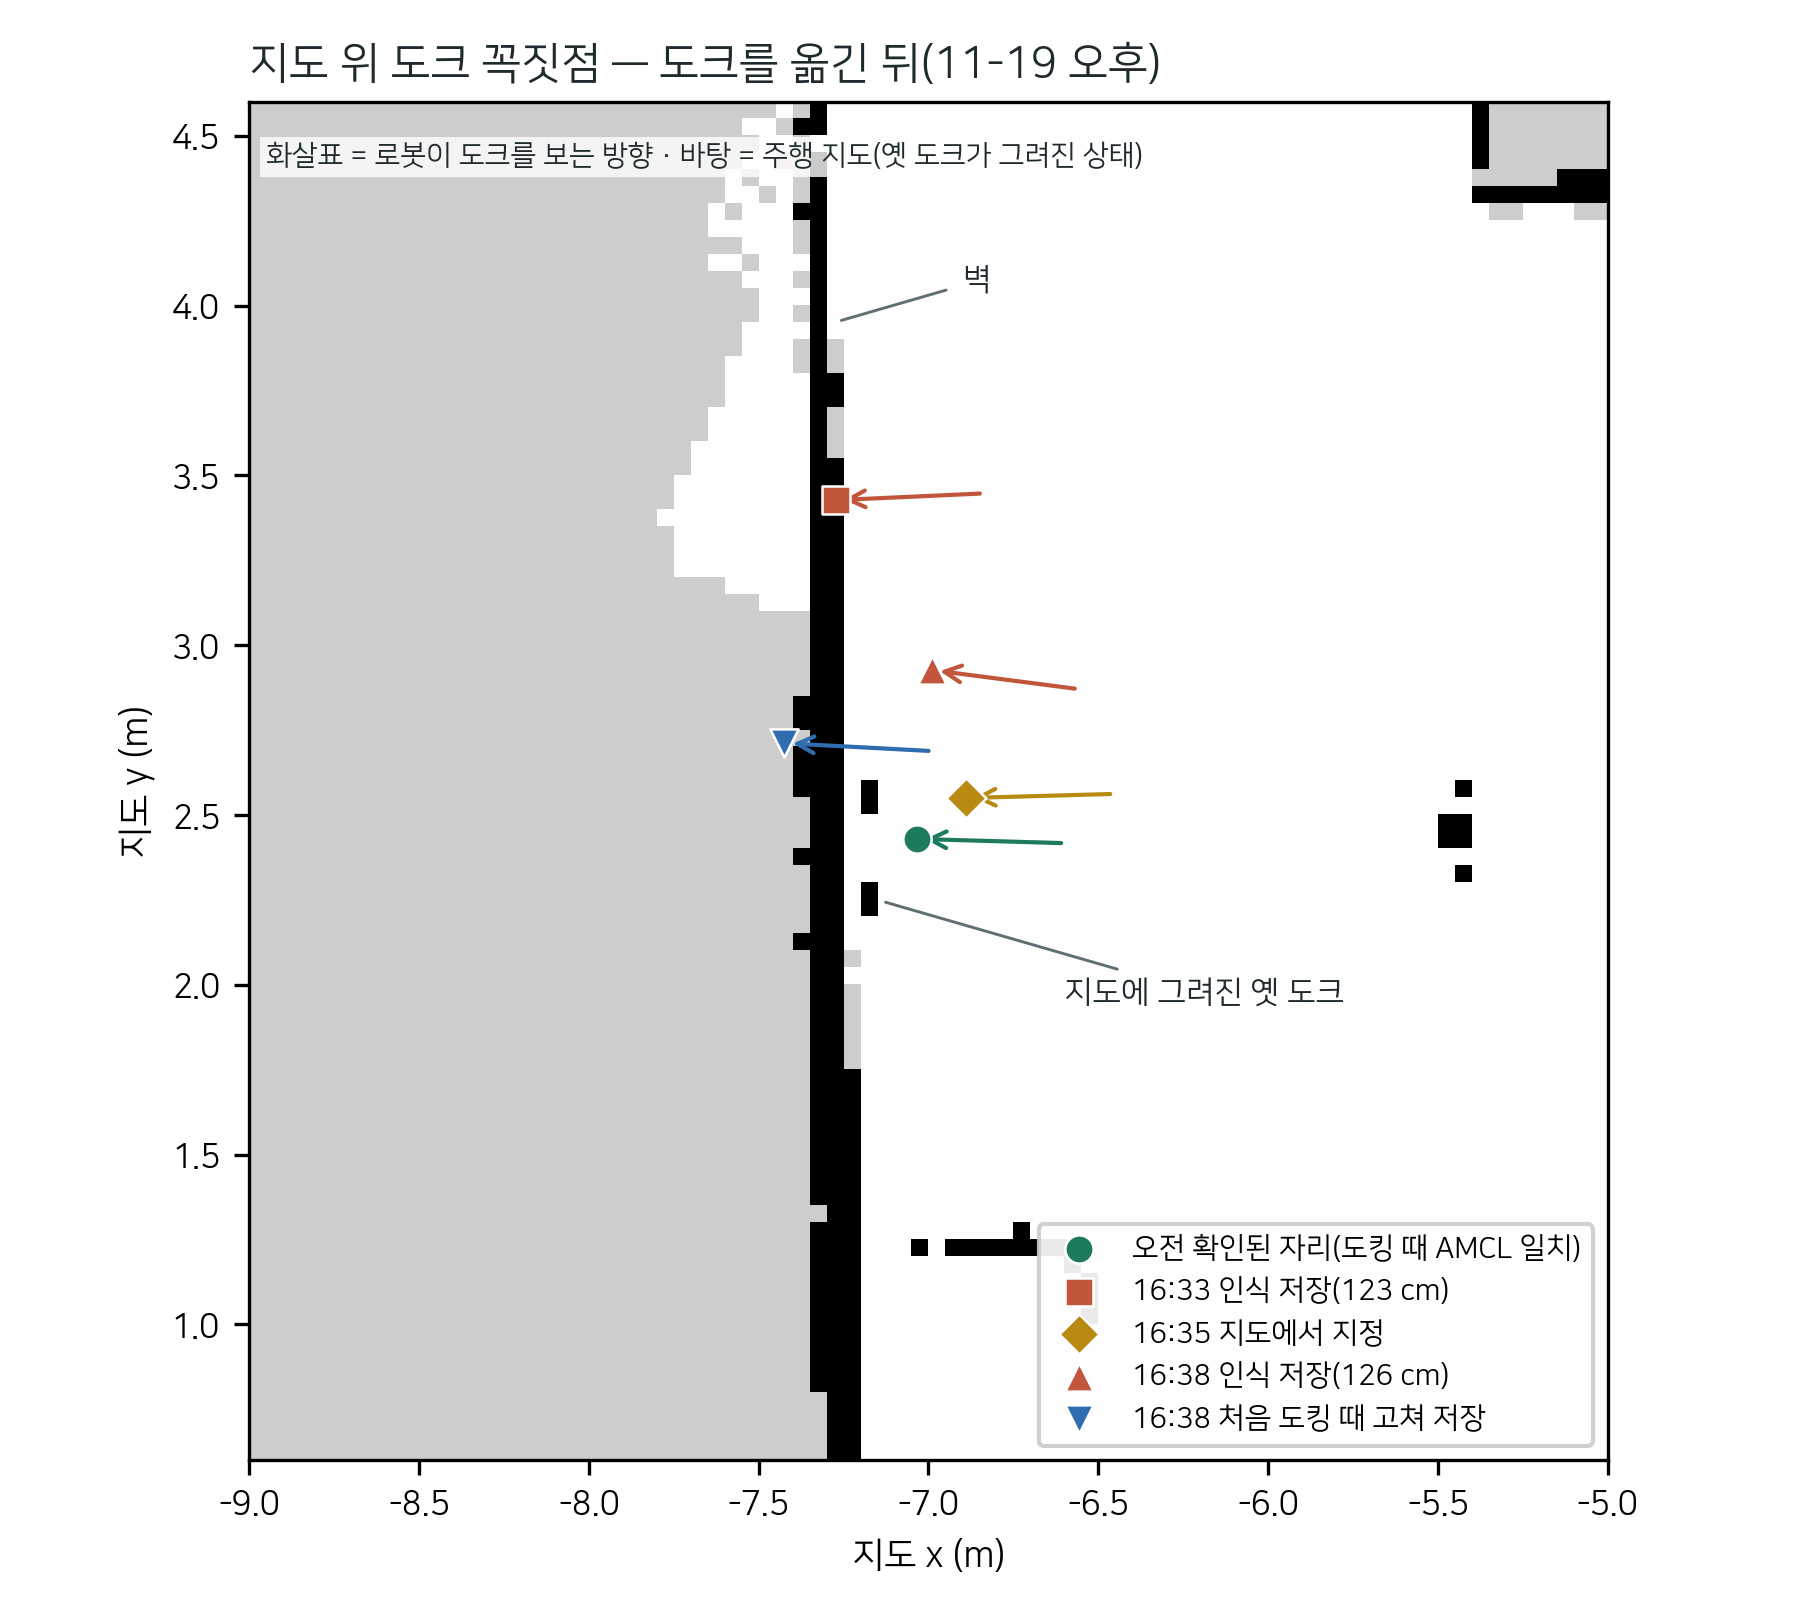 지도 위 도크 꼭짓점 — 도크를 옮긴 뒤(11-19 오후)
화살표 = 로봇이 도크를 보는 방향 · 바탕 = 주행 지도(옛 도크가 그려진 상태)
벽
지도에 그려진 옛 도크
지도 y (m)
4.5
4.0
3.5
3.0
2.5
2.0
1.5
1.0
오전 확인된 자리(도킹 때 AMCL 일치)
16:33 인식 저장(123 cm)
16:35 지도에서 지정
16:38 인식 저장(126 cm)
16:38 처음 도킹 때 고쳐 저장
-9.0 -8.5 -8.0 -7.5 -7.0 -6.5 -6.0 -5.5 -5.0
지도 x (m)